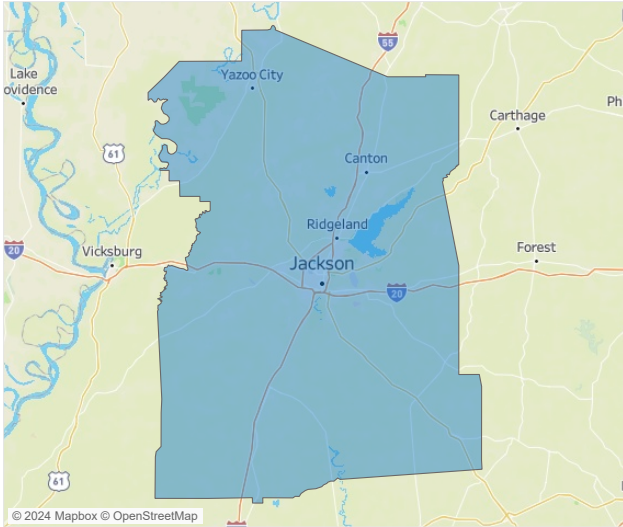 55
Lake
ovidence
Yazoo City
Carthage
Ph
61
Canton
Ridgeland
20
Vicksburg
Jackson
Forest
20
61
© 2024 Mapbox © OpenStreetMap